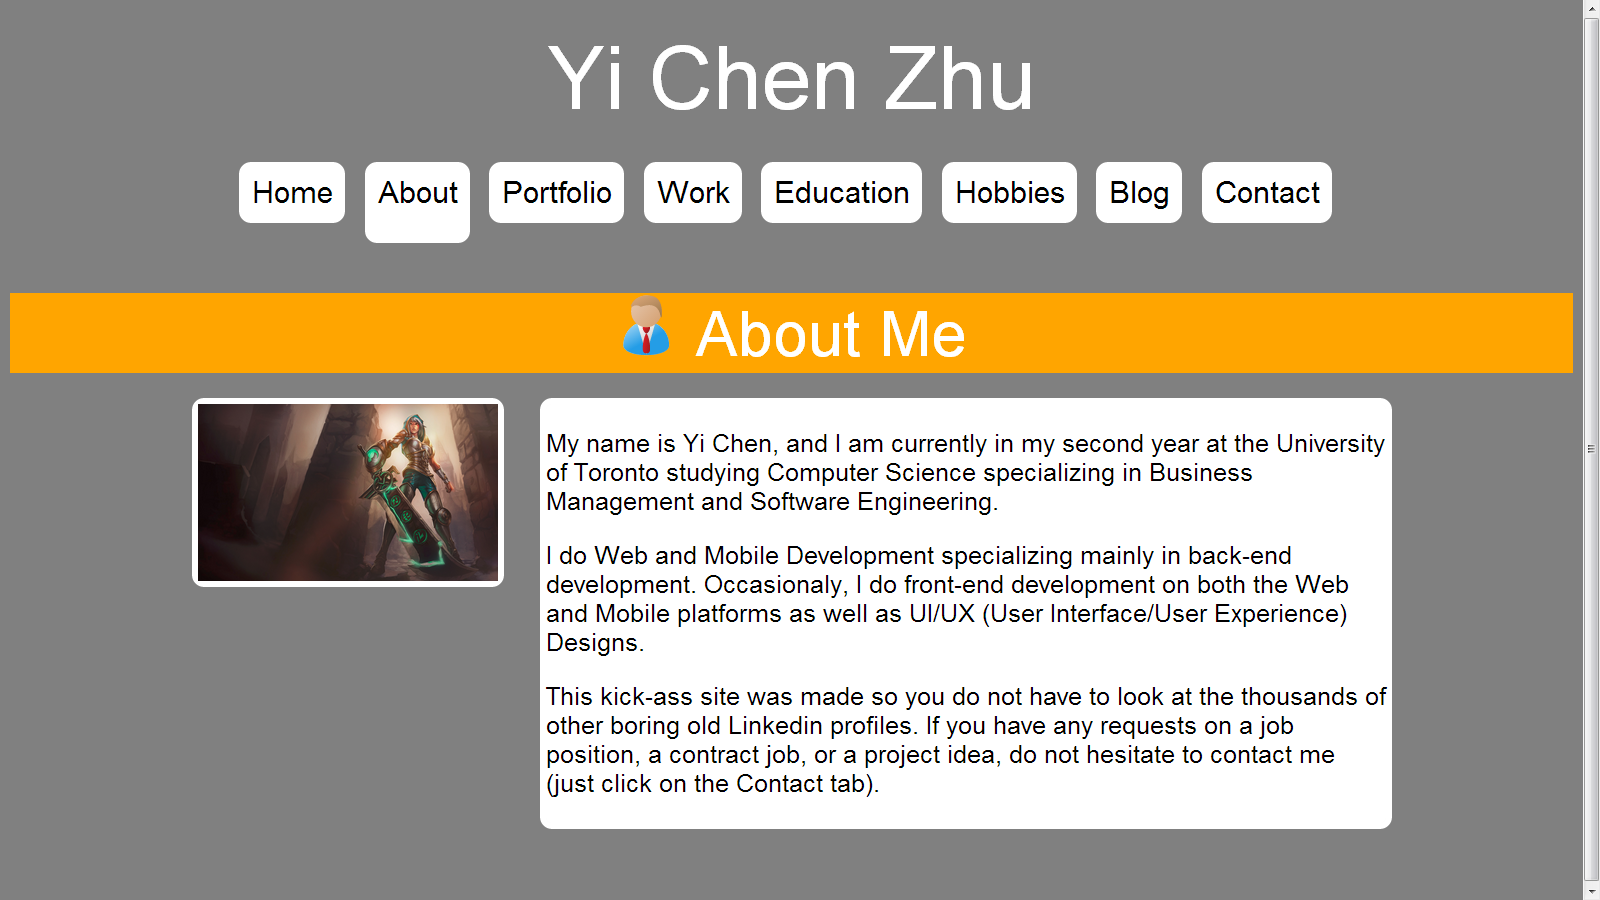 Yi Chen Zhu
Home About Portfolio Work Education Hobbies Blog Contact
About Me
My name is Yi Chen, and I am currently in my second year at the University
of Toronto studying Computer Science specializing in Business
Management and Software Engineering.
I do Web and Mobile Development specializing mainly in back-end
development. Occasionaly, I do front-end development on both the Web
and Mobile platforms as well as UI/UX (User Interface/User Experience)
Designs.
This kick-ass site was made so you do not have to look at the thousands of
other boring old Linkedin profiles. If you have any requests on a job
position, a contract job, or a project idea, do not hesitate to contact me
(just click on the Contact tab).